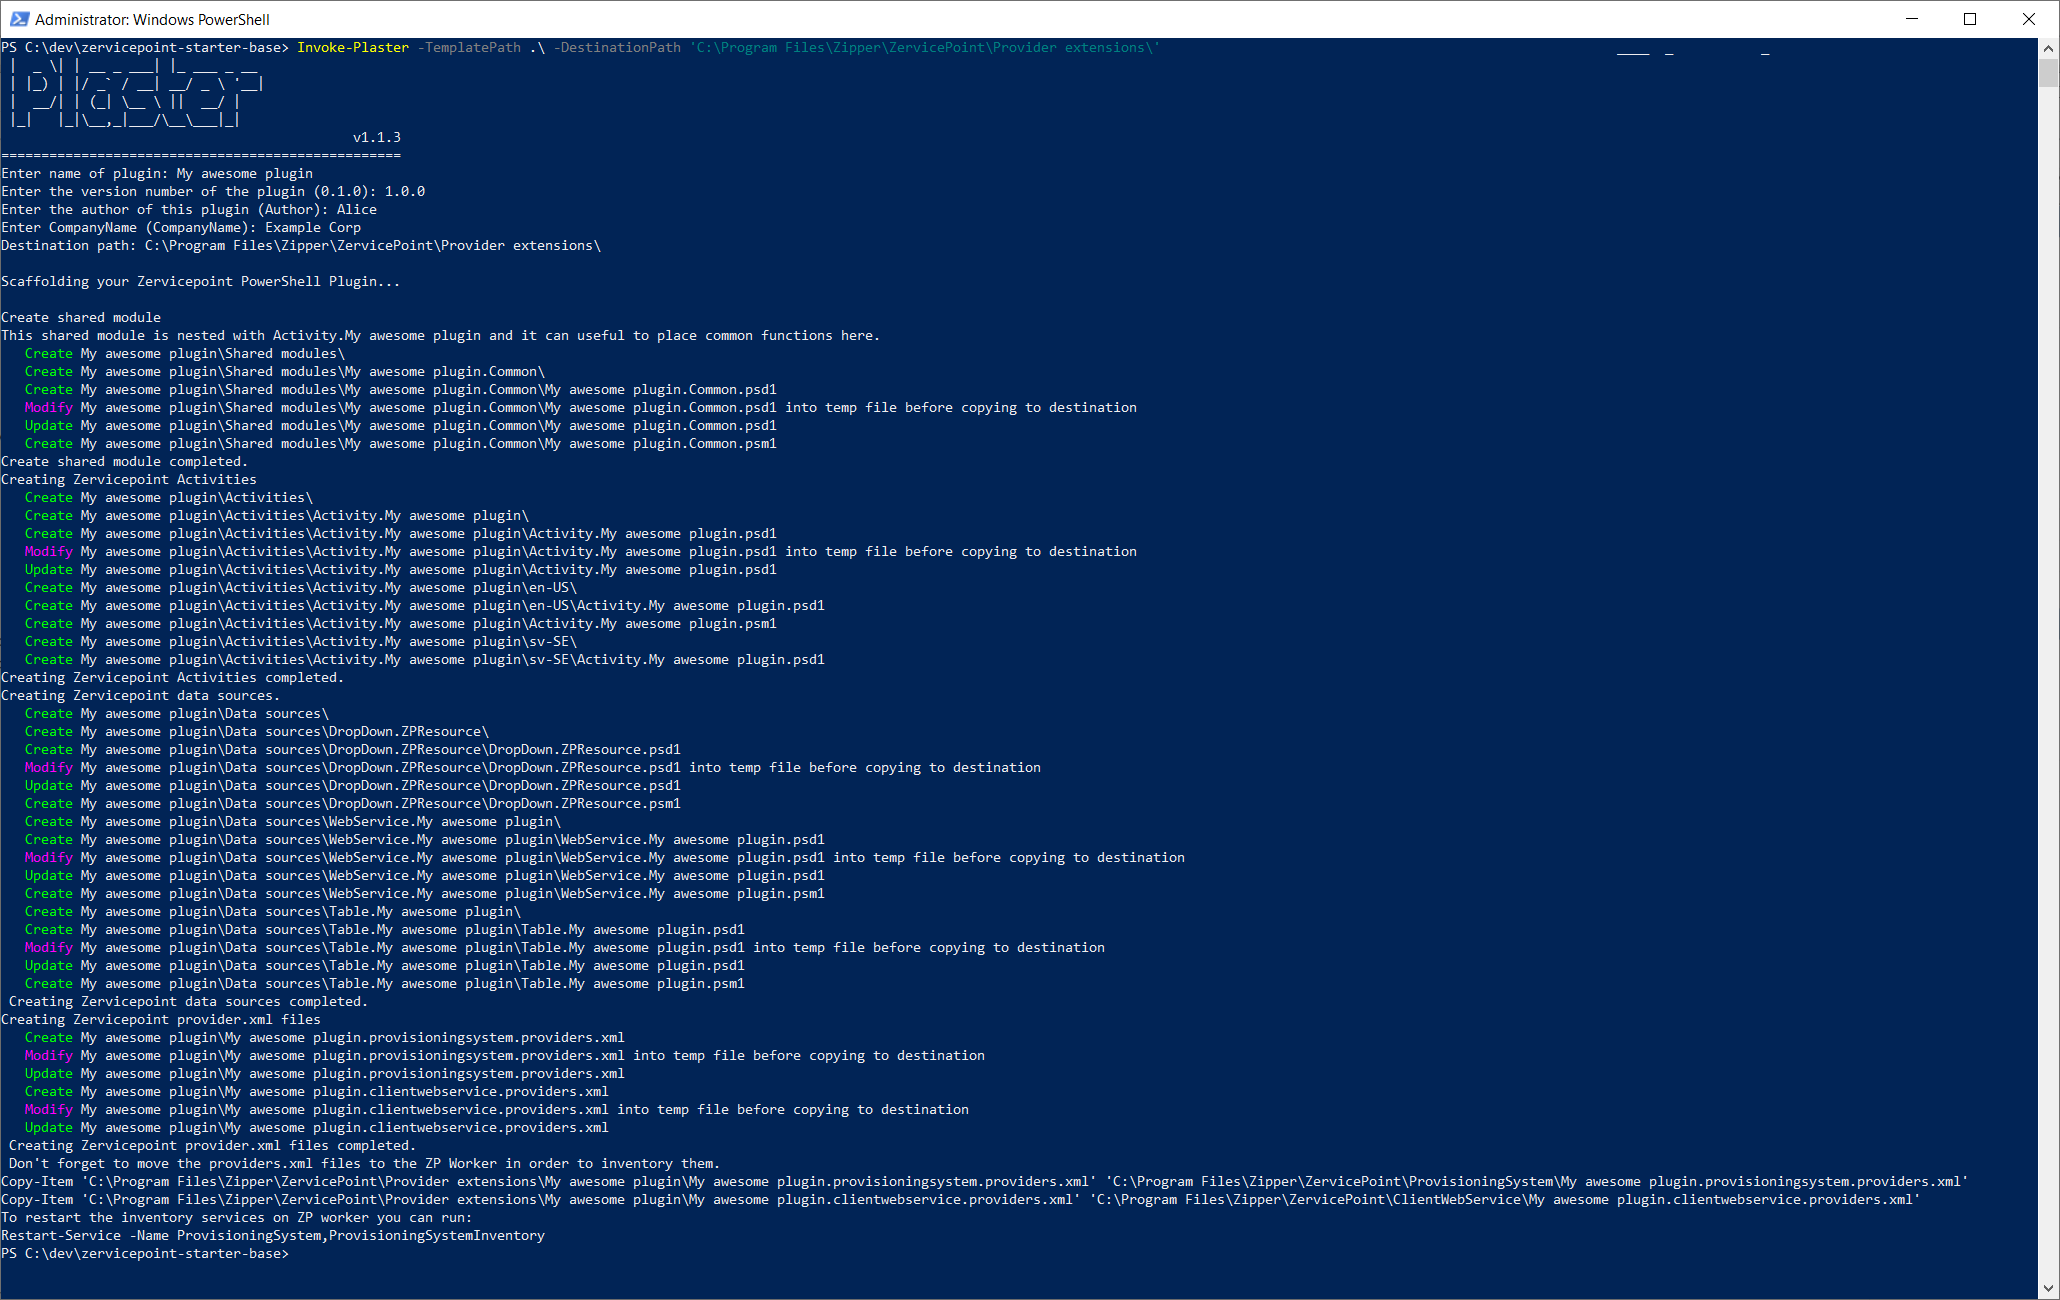 Administrator: Windows PowerShell
PS C:\dev\zervicepoint-starter-base> Invoke-Plaster -TemplatePath .\ -DestinationPath 'C:\Program Files\Zipper\ZervicePoint\Provider extensions\'
Plaster
v1.1.3
==================================================
Enter name of plugin: My awesome plugin
Enter the version number of the plugin (0.1.0): 1.0.0
Enter the author of this plugin (Author): Alice
Enter CompanyName (CompanyName): Example Corp
Destination path: C:\Program Files\Zipper\ZervicePoint\Provider extensions\
Scaffolding your Zervicepoint PowerShell Plugin...
Create shared module
This shared module is nested with Activity.My awesome plugin and it can useful to place common functions here.
Create My awesome plugin\Shared modules\
Create My awesome plugin\Shared modules\My awesome plugin.Common\
Create My awesome plugin\Shared modules\My awesome plugin.Common\My awesome plugin.Common.psd1
Modify My awesome plugin\Shared modules\My awesome plugin.Common\My awesome plugin.Common.psd1 into temp file before copying to destination
Update My awesome plugin\Shared modules\My awesome plugin.Common\My awesome plugin.Common.psd1
Create My awesome plugin\Shared modules\My awesome plugin.Common\My awesome plugin.Common.psm1
Create shared module completed.
Creating Zervicepoint Activities
Create My awesome plugin\Activities\
Create My awesome plugin\Activities\Activity.My awesome plugin\
Create My awesome plugin\Activities\Activity.My awesome plugin\Activity.My awesome plugin.psd1
Modify My awesome plugin\Activities\Activity.My awesome plugin\Activity.My awesome plugin.psd1 into temp file before copying to destination
Update My awesome plugin\Activities\Activity.My awesome plugin\Activity.My awesome plugin.psd1
Create My awesome plugin\Activities\Activity.My awesome plugin\en-US\
Create My awesome plugin\Activities\Activity.My awesome plugin\en-US\Activity.My awesome plugin.psd1
Create My awesome plugin\Activities\Activity.My awesome plugin\Activity.My awesome plugin.psm1
Create My awesome plugin\Activities\Activity.My awesome plugin\sv-SE\
Create My awesome plugin\Activities\Activity.My awesome plugin\sv-SE\Activity.My awesome plugin.psd1
Creating Zervicepoint Activities completed.
Creating Zervicepoint data sources.
Create My awesome plugin\Data sources\
Create My awesome plugin\Data sources\DropDown.ZPResource\
Create My awesome plugin\Data sources\DropDown.ZPResource\DropDown.ZPResource.psd1
Modify My awesome plugin\Data sources\DropDown.ZPResource\DropDown.ZPResource.psd1 into temp file before copying to destination
Update My awesome plugin\Data sources\DropDown.ZPResource\DropDown.ZPResource.psd1
Create My awesome plugin\Data sources\DropDown.ZPResource\DropDown.ZPResource.psm1
Create My awesome plugin\Data sources\WebService.My awesome plugin\
Create My awesome plugin\Data sources\WebService.My awesome plugin\WebService.My awesome plugin.psd1
Modify My awesome plugin\Data sources\WebService.My awesome plugin\WebService.My awesome plugin.psd1 into temp file before copying to destination
Update My awesome plugin\Data sources\WebService.My awesome plugin\WebService.My awesome plugin.psd1
Create My awesome plugin\Data sources\WebService.My awesome plugin\WebService.My awesome plugin.psm1
Create My awesome plugin\Data sources\Table.My awesome plugin\
Create My awesome plugin\Data sources\Table.My awesome plugin\Table.My awesome plugin.psd1
Modify My awesome plugin\Data sources\Table.My awesome plugin\Table.My awesome plugin.psd1 into temp file before copying to destination
Update My awesome plugin\Data sources\Table.My awesome plugin\Table.My awesome plugin.psd1
Create My awesome plugin\Data sources\Table.My awesome plugin\Table.My awesome plugin.psm1
Creating Zervicepoint data sources completed.
Creating Zervicepoint provider.xml files
Create My awesome plugin\My awesome plugin.provisioningsystem.providers.xml
Modify My awesome plugin\My awesome plugin.provisioningsystem.providers.xml into temp file before copying to destination
Update My awesome plugin\My awesome plugin.provisioningsystem.providers.xml
Create My awesome plugin\My awesome plugin.clientwebservice.providers.xml
Modify My awesome plugin\My awesome plugin.clientwebservice.providers.xml into temp file before copying to destination
Update My awesome plugin\My awesome plugin.clientwebservice.providers.xml
Creating Zervicepoint provider.xml files completed.
Don't forget to move the providers.xml files to the ZP Worker in order to inventory them.
Copy-Item 'C:\Program Files\Zipper\ZervicePoint\Provider extensions\My awesome plugin\My awesome plugin.provisioningsystem.providers.xml' 'C:\Program Files\Zipper\ZervicePoint\ProvisioningSystem\My awesome plugin.provisioningsystem.providers.xml'
Copy-Item 'C:\Program Files\Zipper\ZervicePoint\Provider extensions\My awesome plugin\My awesome plugin.clientwebservice.providers.xml' 'C:\Program Files\Zipper\ZervicePoint\ClientWebService\My awesome plugin.clientwebservice.providers.xml'
To restart the inventory services on ZP worker you can run:
Restart-Service -Name ProvisioningSystem,ProvisioningSystemInventory
PS C:\dev\zervicepoint-starter-base>